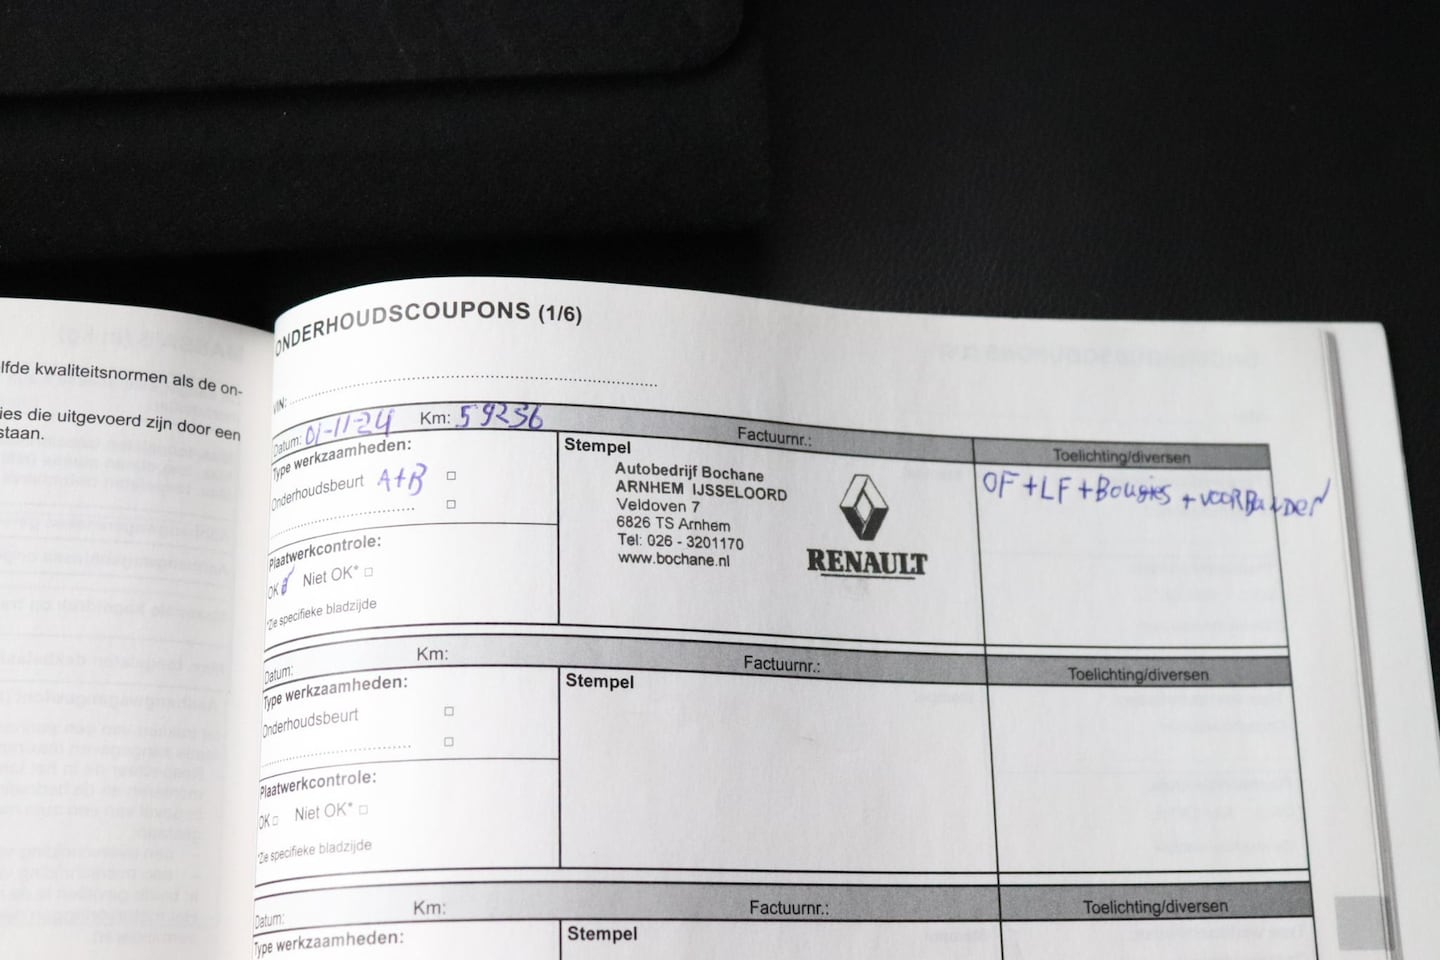 lfde kwaliteitsnormen als de on-
ies die uitgevoerd zijn door een
staan.
ONDERHOUDSCOUPONS (1/6)
VIN:
Datum: 01-11-24 Km: 59256 Factuurnr.: Toelichting/diversen
Type werkzaamheden:
Onderhoudsbeurt A+B
Plaatwerkcontrole:
OK Niet OK*
*Zie specifieke bladzijde
Stempel
Autobedrijf Bochane
ARNHEM IJSSELOORD
Veldoven 7
6826 TS Arnhem
Tel: 026 - 3201170
www.bochane.nl
RENAULT
OF + LF + Bougies + VOORBANDEN
Datum: Km: Factuurnr.: Toelichting/diversen
Type werkzaamheden:
Onderhoudsbeurt
Plaatwerkcontrole:
OK Niet OK*
*Zie specifieke bladzijde
Stempel
Datum: Km: Factuurnr.: Toelichting/diversen
Type werkzaamheden:
Stempel